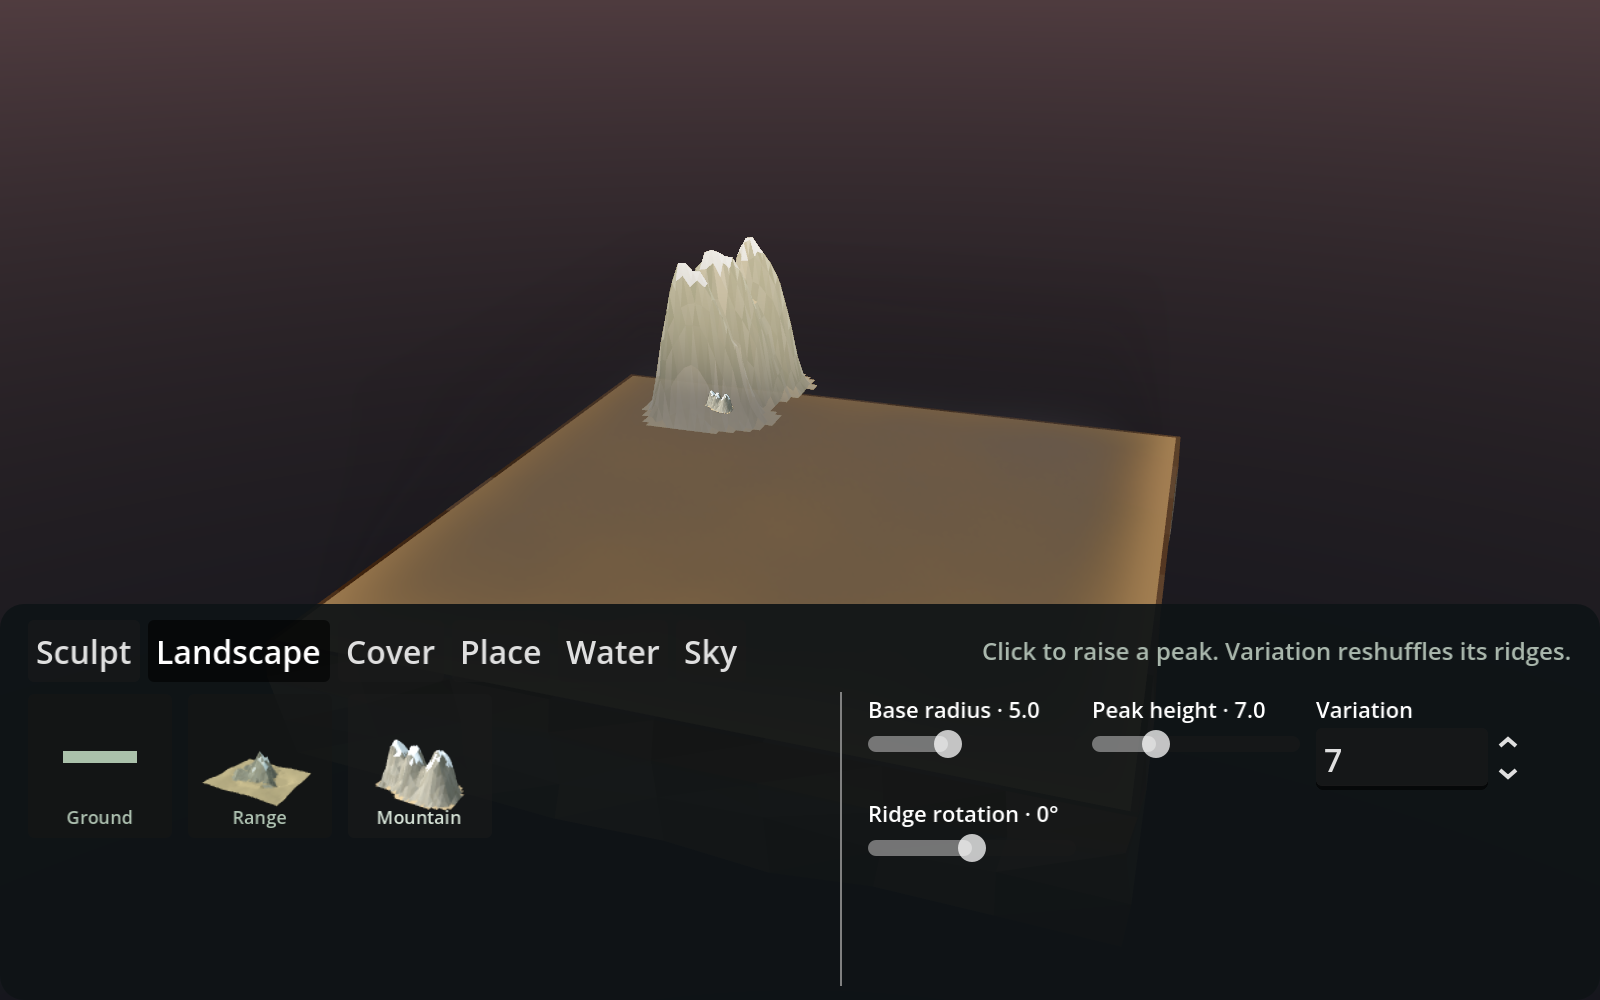 Sculpt Landscape Cover Place Water Sky
Click to raise a peak. Variation reshuffles its ridges.
Ground Range Mountain
Base radius · 5.0
Peak height · 7.0
Variation
7
Ridge rotation · 0°